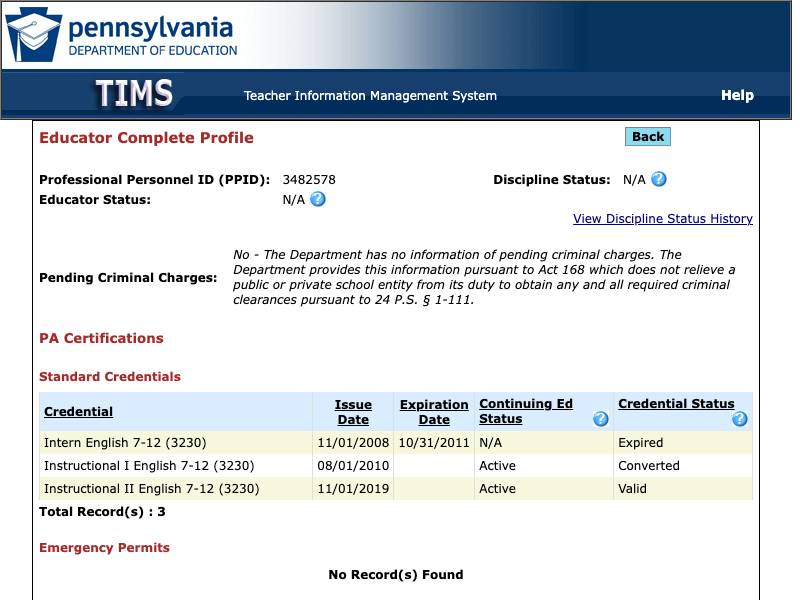 pennsylvania
DEPARTMENT OF EDUCATION
TIMS Teacher Information Management System Help
Educator Complete Profile Back
Professional Personnel ID (PPID): 3482578 Discipline Status: N/A ?
Educator Status: N/A ?
View Discipline Status History
Pending Criminal Charges: No - The Department has no information of pending criminal charges. The
Department provides this information pursuant to Act 168 which does not relieve a
public or private school entity from its duty to obtain any and all required criminal
clearances pursuant to 24 P.S. § 1-111.
PA Certifications
Standard Credentials
Credential Issue Date Expiration Date Continuing Ed Status ? Credential Status ?
Intern English 7-12 (3230) 11/01/2008 10/31/2011 N/A Expired
Instructional I English 7-12 (3230) 08/01/2010 Active Converted
Instructional II English 7-12 (3230) 11/01/2019 Active Valid
Total Record(s) : 3
Emergency Permits
No Record(s) Found